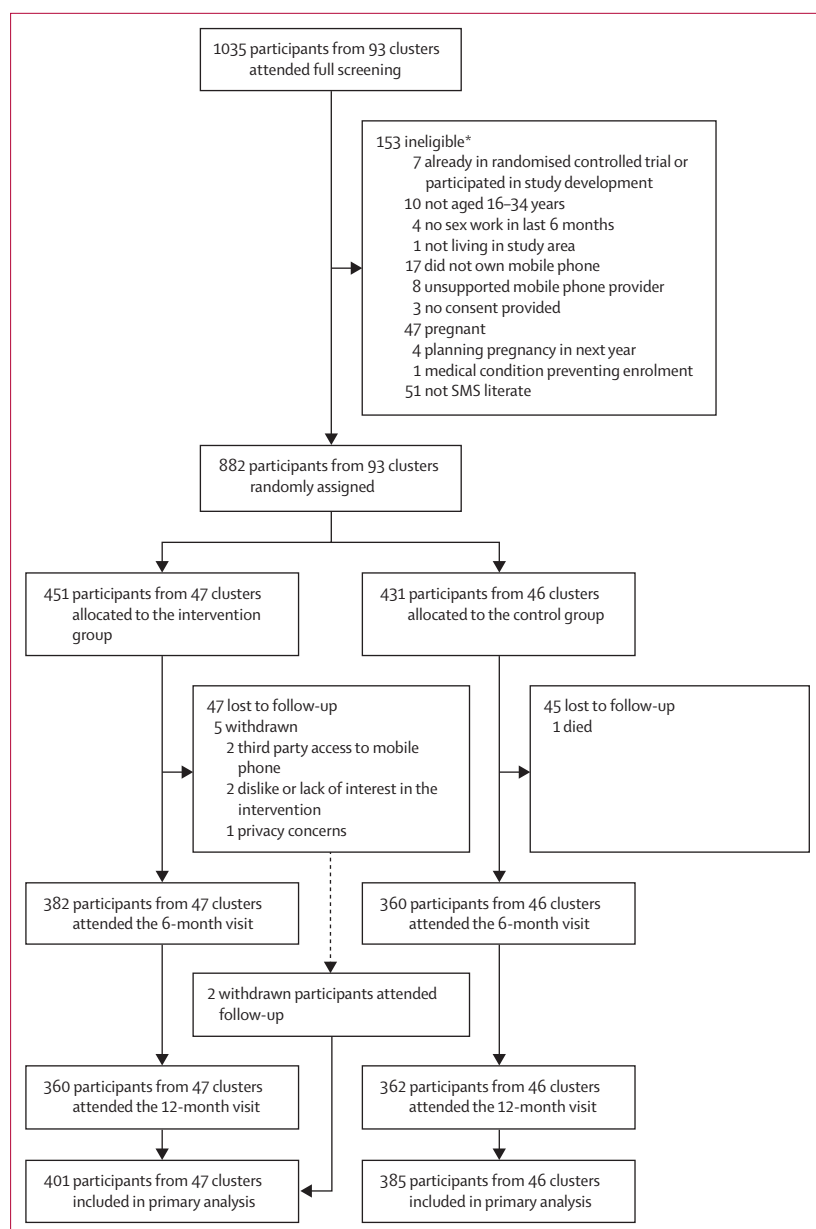 1035 participants from 93 clusters
attended full screening
153 ineligible*
7 already in randomised controlled trial or
participated in study development
10 not aged 16–34 years
4 no sex work in last 6 months
1 not living in study area
17 did not own mobile phone
8 unsupported mobile phone provider
3 no consent provided
47 pregnant
4 planning pregnancy in next year
1 medical condition preventing enrolment
51 not SMS literate
882 participants from 93 clusters
randomly assigned
451 participants from 47 clusters
allocated to the intervention
group
431 participants from 46 clusters
allocated to the control group
47 lost to follow-up
5 withdrawn
2 third party access to mobile
phone
2 dislike or lack of interest in the
intervention
1 privacy concerns
45 lost to follow-up
1 died
382 participants from 47 clusters
attended the 6-month visit
360 participants from 46 clusters
attended the 6-month visit
2 withdrawn participants attended
follow-up
360 participants from 47 clusters
attended the 12-month visit
362 participants from 46 clusters
attended the 12-month visit
401 participants from 47 clusters
included in primary analysis
385 participants from 46 clusters
included in primary analysis